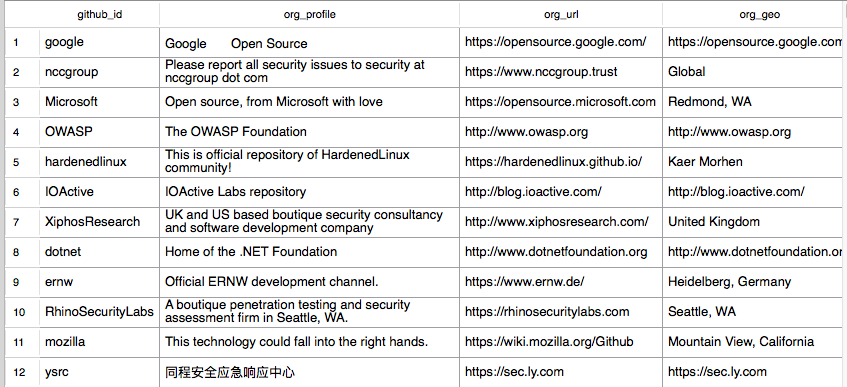 github_id org_profile org_url org_geo
1 google Google Open Source https://opensource.google.com/ https://opensource.google.com
2 nccgroup Please report all security issues to security at https://www.nccgroup.trust Global
nccgroup dot com
3 Microsoft Open source, from Microsoft with love https://opensource.microsoft.com Redmond, WA
4 OWASP The OWASP Foundation http://www.owasp.org http://www.owasp.org
5 hardenedlinux This is official repository of HardenedLinux https://hardenedlinux.github.io/ Kaer Morhen
community!
6 IOActive IOActive Labs repository http://blog.ioactive.com/ http://blog.ioactive.com/
7 XiphosResearch UK and US based boutique security consultancy http://www.xiphosresearch.com/ United Kingdom
and software development company
8 dotnet Home of the .NET Foundation http://www.dotnetfoundation.org http://www.dotnetfoundation.or
9 ernw Official ERNW development channel. https://www.ernw.de/ Heidelberg, Germany
10 RhinoSecurityLabs A boutique penetration testing and security https://rhinosecuritylabs.com Seattle, WA
assessment firm in Seattle, WA.
11 mozilla This technology could fall into the right hands. https://wiki.mozilla.org/Github Mountain View, California
12 ysrc 同程安全应急响应中心 https://sec.ly.com https://sec.ly.com